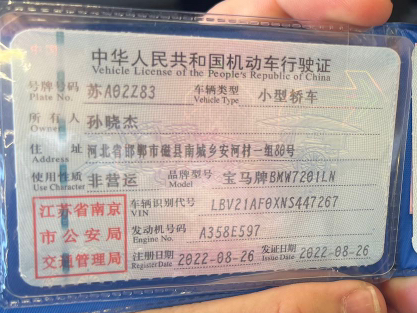 中华人民共和国机动车行驶证
Vehicle License of the People's Republic of China
号牌号码 苏A02Z83 车辆类型 小型轿车
Plate No. Vehicle Type
所有人 孙晓杰
Owner
住址 河北省邯郸市磁县南城乡安河村一组80号
Address
使用性质 非营运 品牌型号 宝马牌BMW7201LN
Use Character Model
江苏省南京市公安局交通管理局
车辆识别代号 LBV21AF0XNS447267
VIN
发动机号码 A358E597
Engine No.
注册日期 2022-08-26 发证日期 2022-08-26
Register Date Issue Date